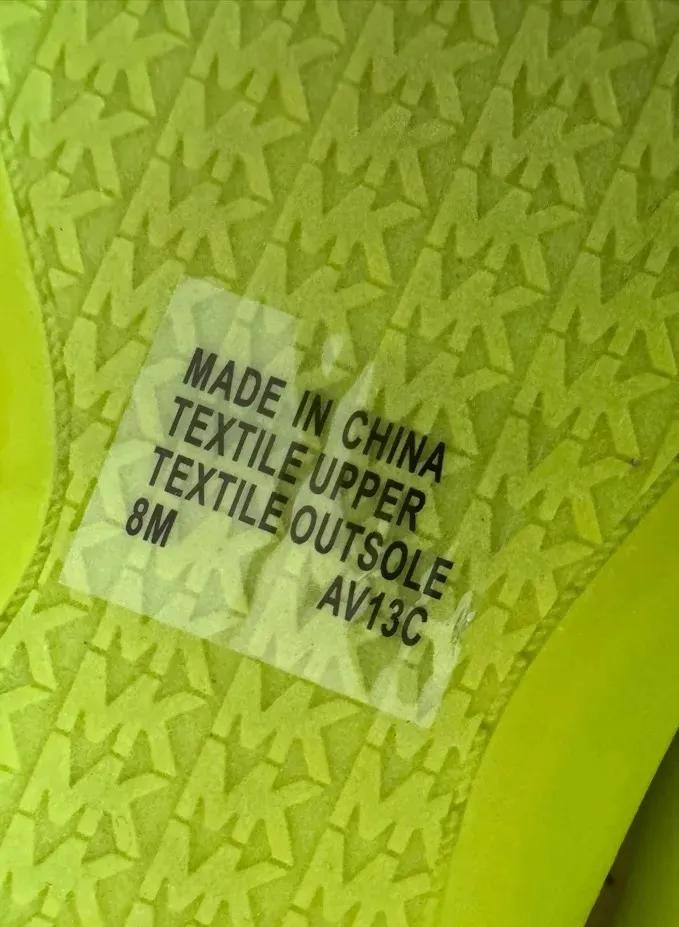 MADE IN CHINA
TEXTILE UPPER
TEXTILE OUTSOLE
8M
AV13C